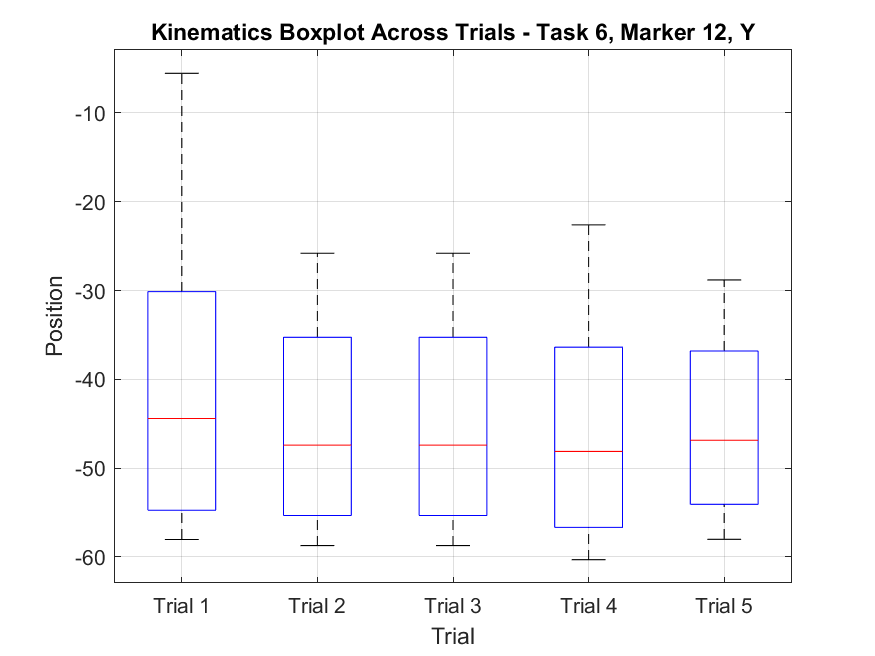 Kinematics Boxplot Across Trials - Task 6, Marker 12, Y
-10
-20
-30
-40
-50
-60
Position
Trial 1 Trial 2 Trial 3 Trial 4 Trial 5
Trial